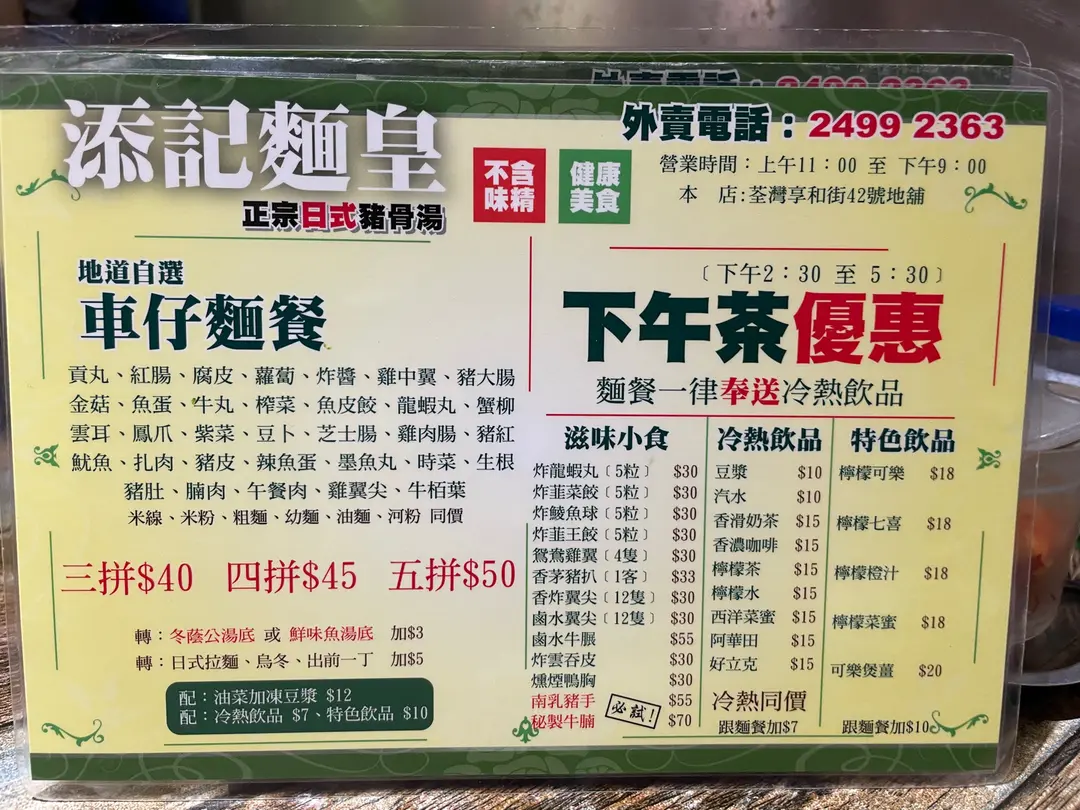 外賣電話：2499 2363
添記麵皇
正宗日式豬骨湯
不含味精
健康美食
外賣電話：2499 2363
營業時間：上午11：00 至 下午9：00
本 店:荃灣享和街42號地舖
地道自選
車仔麵餐
貢丸、紅腸、腐皮、蘿蔔、炸醬、雞中翼、豬大腸
金菇、魚蛋、牛丸、榨菜、魚皮餃、龍蝦丸、蟹柳
雲耳、鳳爪、紫菜、豆卜、芝士腸、雞肉腸、豬紅
魷魚、扎肉、豬皮、辣魚蛋、墨魚丸、時菜、生根
豬肚、腩肉、午餐肉、雞翼尖、牛栢葉
米線、米粉、粗麵、幼麵、油麵、河粉 同價
三拼$40 四拼$45 五拼$50
轉：冬蔭公湯底 或 鮮味魚湯底 加$3
轉：日式拉麵、烏冬、出前一丁 加$5
配：油菜加凍豆漿 $12
配：冷熱飲品 $7、特色飲品 $10
〔下午2：30 至 5：30〕
下午茶優惠
麵餐一律奉送冷熱飲品
滋味小食
炸龍蝦丸〔5粒〕 $30
炸韮菜餃〔5粒〕 $30
炸鯪魚球〔5粒〕 $30
炸韮王餃〔5粒〕 $30
鴛鴦雞翼〔4隻〕 $30
香茅豬扒〔1客〕 $33
香炸翼尖〔12隻〕 $30
鹵水翼尖〔12隻〕 $30
鹵水牛𦟌 $55
炸雲吞皮 $30
燻煙鴨胸 $30
南乳豬手 $55
秘製牛腩 $70
必試!
冷熱飲品
豆漿 $10
汽水 $10
香滑奶茶 $15
香濃咖啡 $15
檸檬茶 $15
檸檬水 $15
西洋菜蜜 $15
阿華田 $15
好立克 $15
冷熱同價
跟麵餐加$7
特色飲品
檸檬可樂 $18
檸檬七喜 $18
檸檬橙汁 $18
檸檬菜蜜 $18
可樂煲薑 $20
跟麵餐加$10